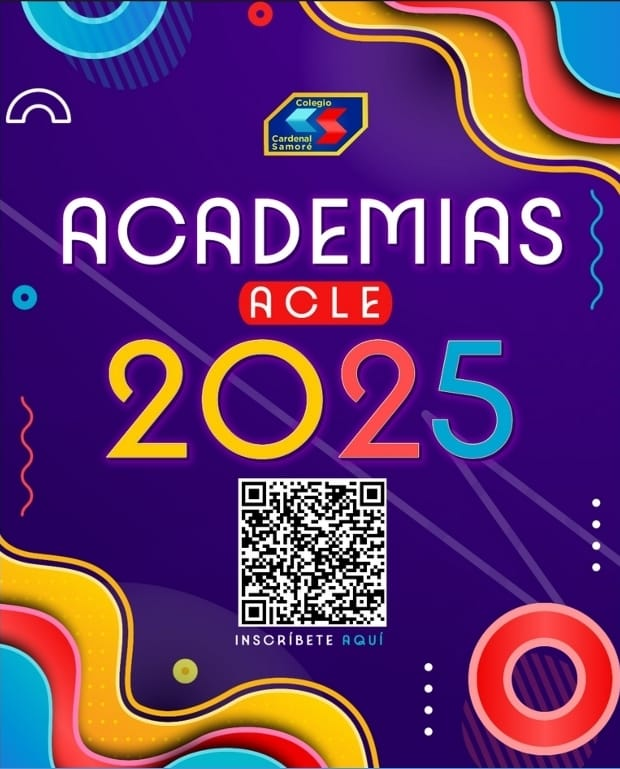 Colegio
Cardenal
Samoré
ACADEMIAS
ACLE
2025
INSCRÍBETE AQUÍ